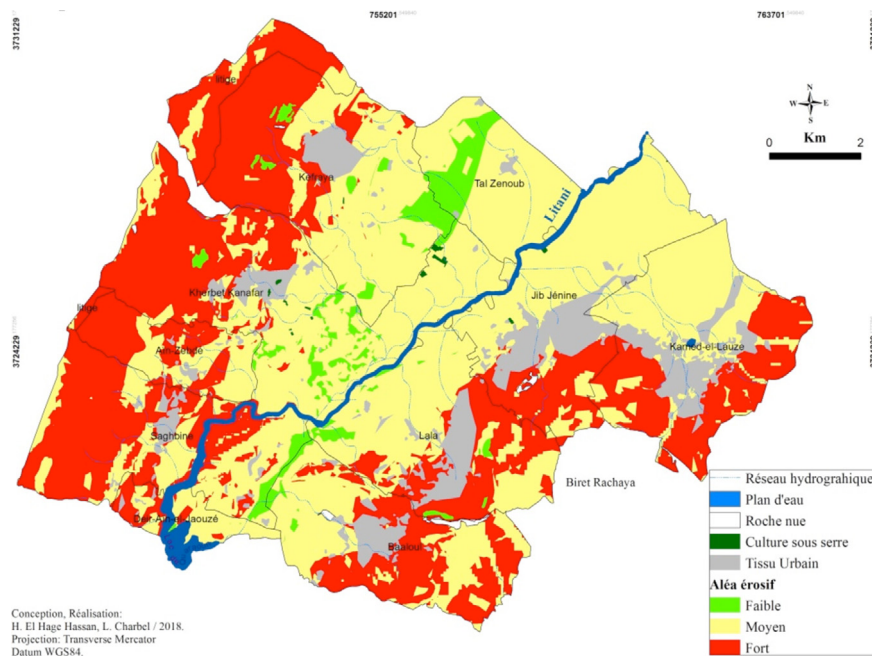 755201
763701
3731229
N
W E
S
Km
0 2
litige
Kefraya
Tal Zenoub
Litani
Kherbet Kanafar
Jib Jénine
litige
Kamed-el-Lauze
3724229
Ain-Zebde
Saghbine
Lala
Biret Rachaya
Deir-Ain-el-Jaouzé
Baaloul
Réseau hydrograhique
Plan d'eau
Roche nue
Culture sous serre
Tissu Urbain
Aléa érosif
Faible
Moyen
Fort
Conception, Réalisation:
H. El Hage Hassan, L. Charbel / 2018.
Projection: Transverse Mercator
Datum WGS84.